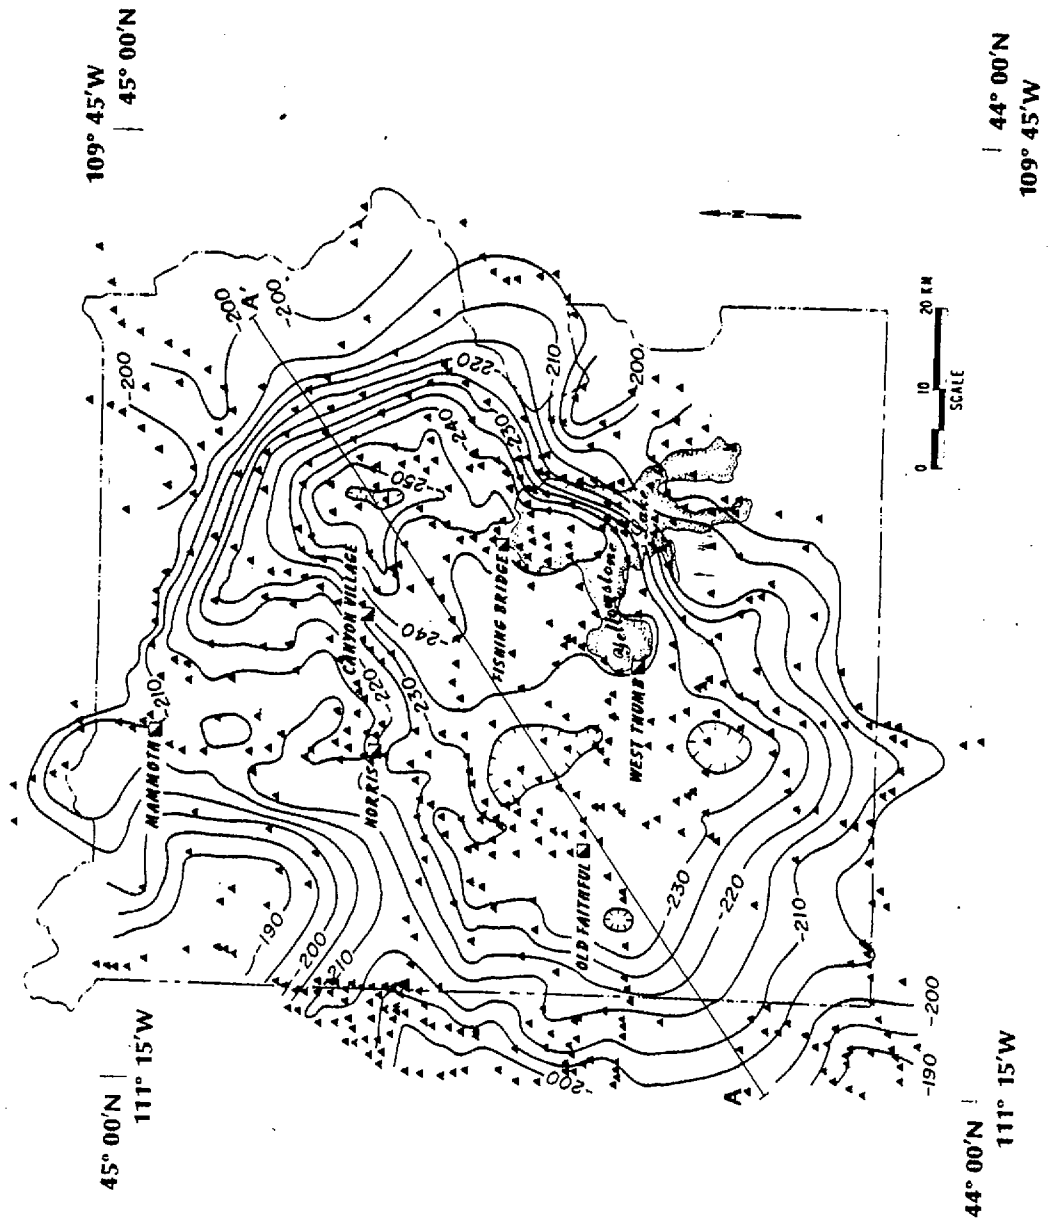 45° 00'N
111° 15'W
109° 45'W
45° 00'N
MAMMOTH
-210
-200
-200
A'
-200
-190
-200
-210
NORRIS
CANYON VILLAGE
-220
-230
-240
-250
-240
-230
-220
-210
-200
FISHING BRIDGE
Yellowstone Lake
WEST THUMB
OLD FAITHFUL
-230
-220
-210
-200
A
-200
-190
N
0 10 20 KM
SCALE
44° 00'N
111° 15'W
44° 00'N
109° 45'W